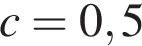 c = 0,5